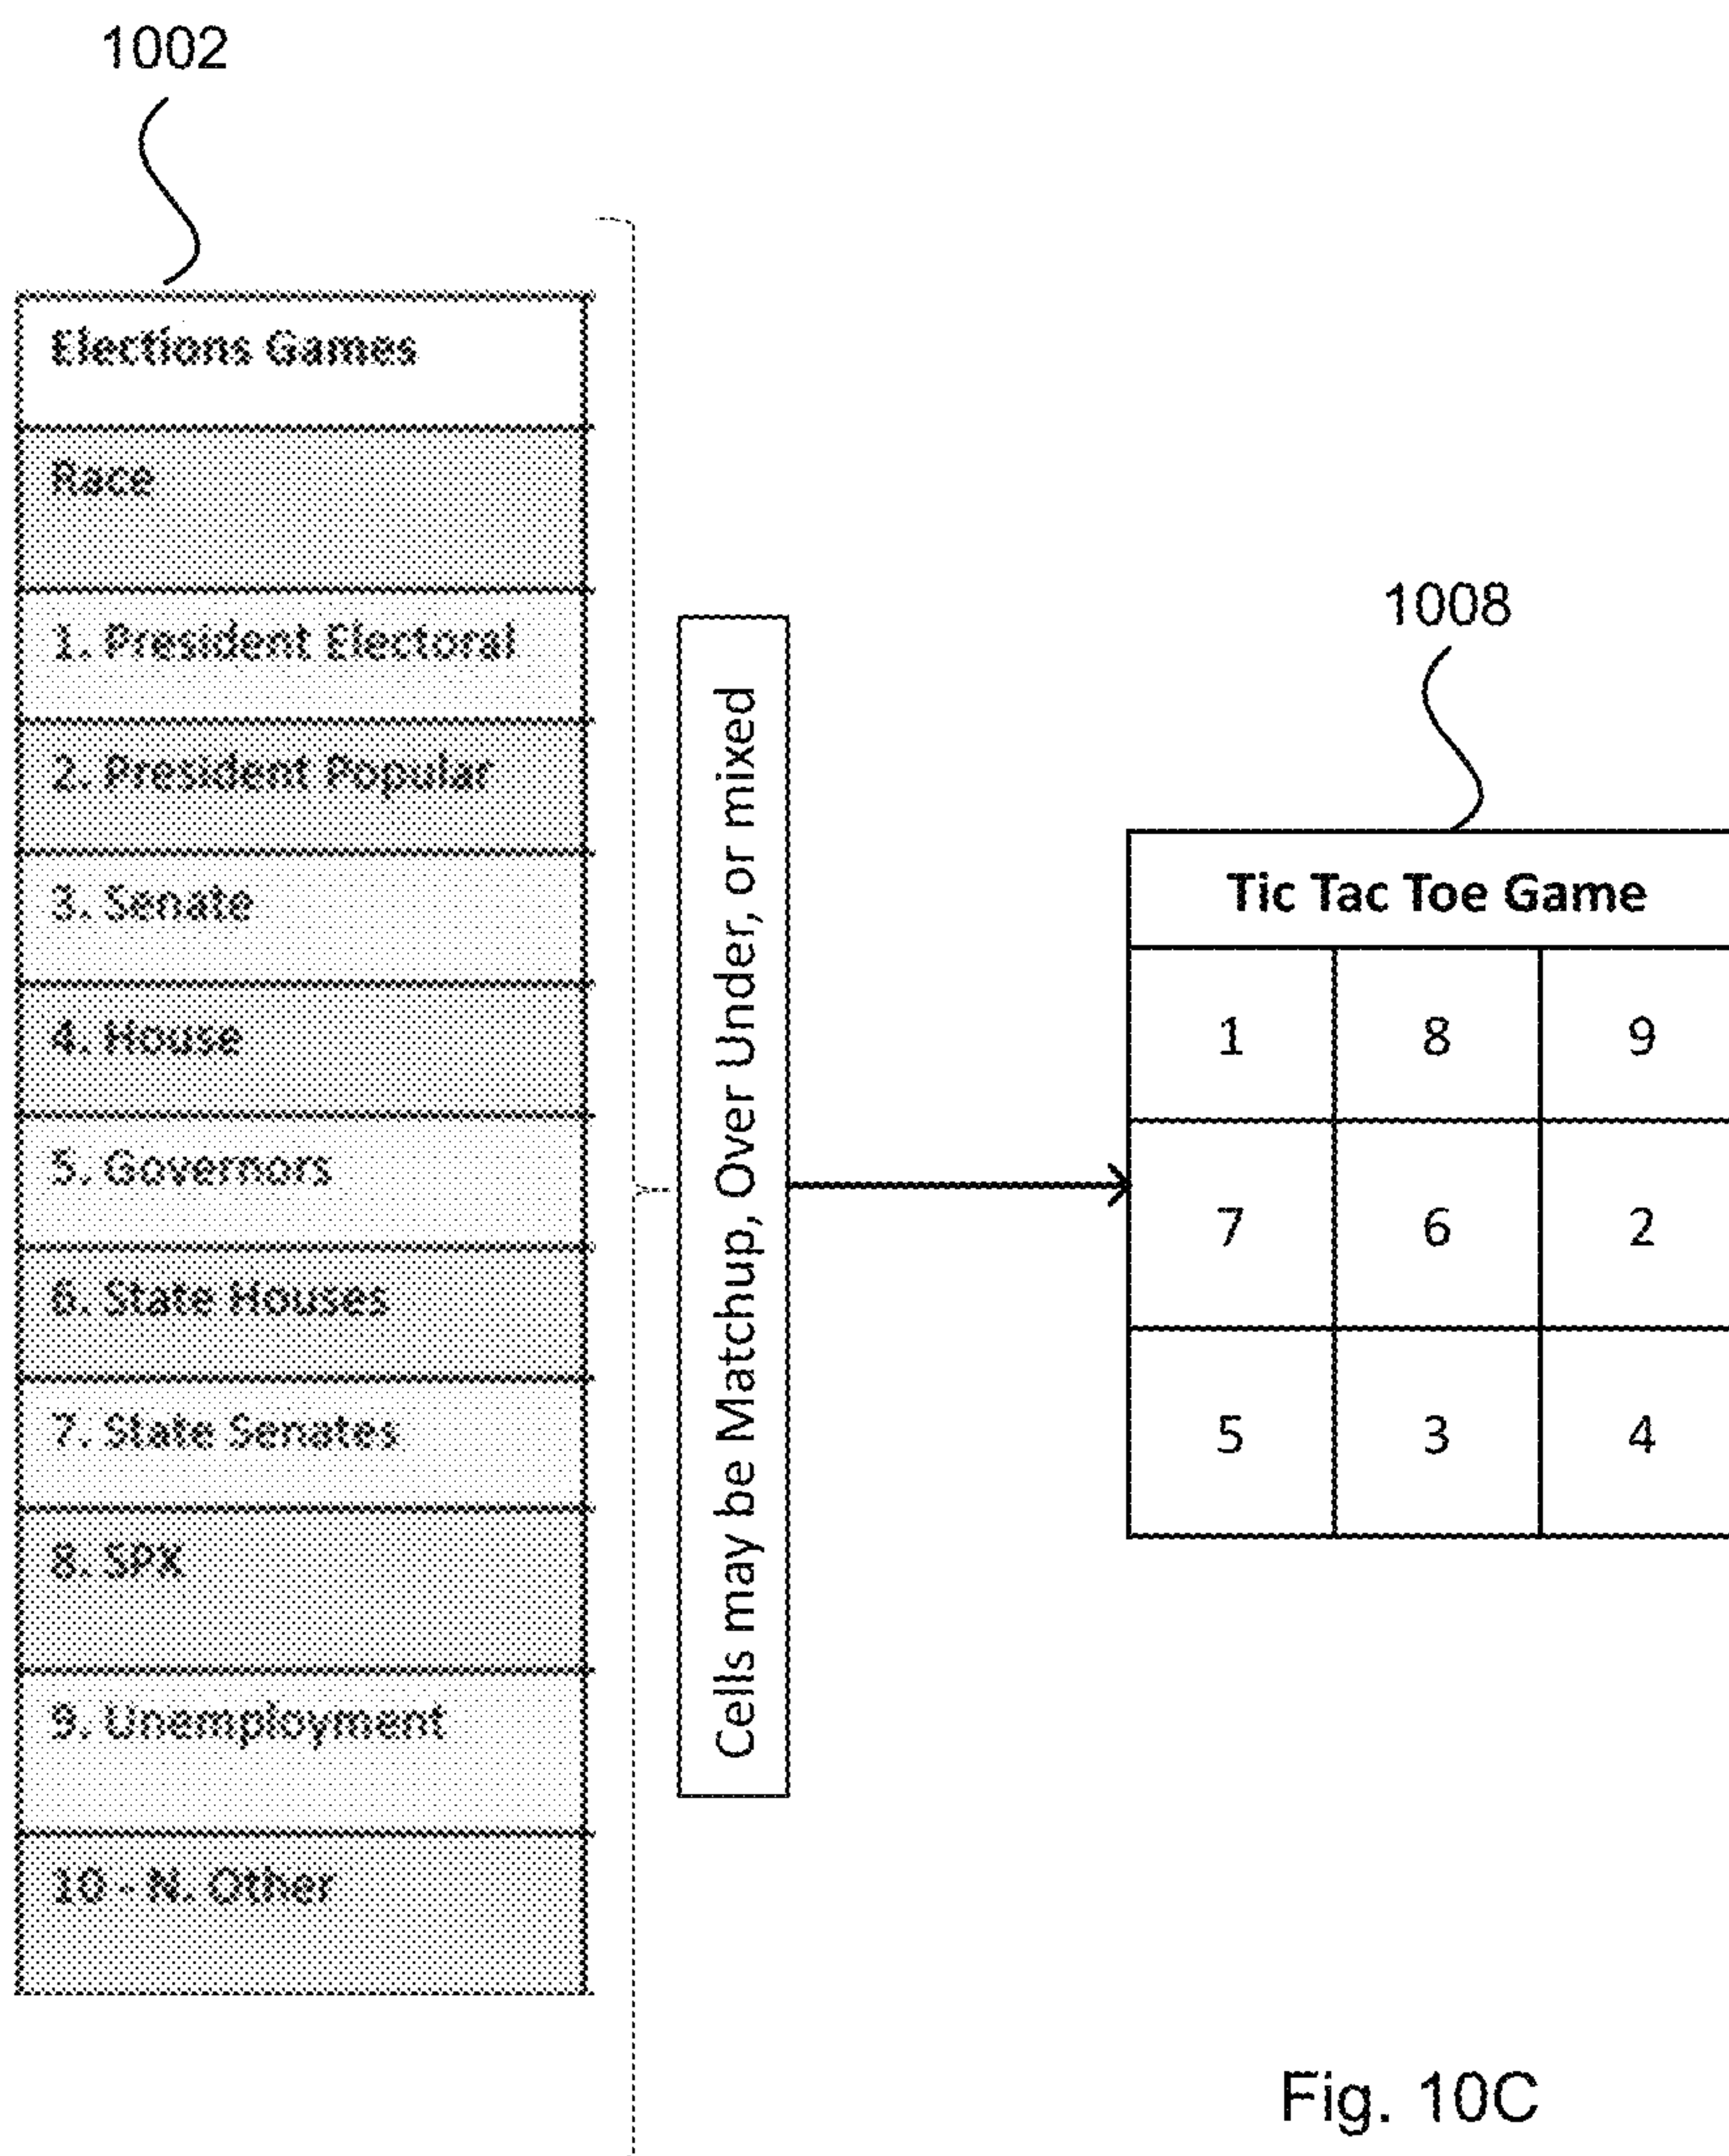 1002
Elections Games
Race
1. President Electoral
2. President Popular
3. Senate
4. House
5. Governors
6. State Houses
7. State Senates
8. SPX
9. Unemployment
10 - N. Other
Cells may be Matchup, Over Under, or mixed
1008
Tic Tac Toe Game
1 8 9
7 6 2
5 3 4
Fig. 10C